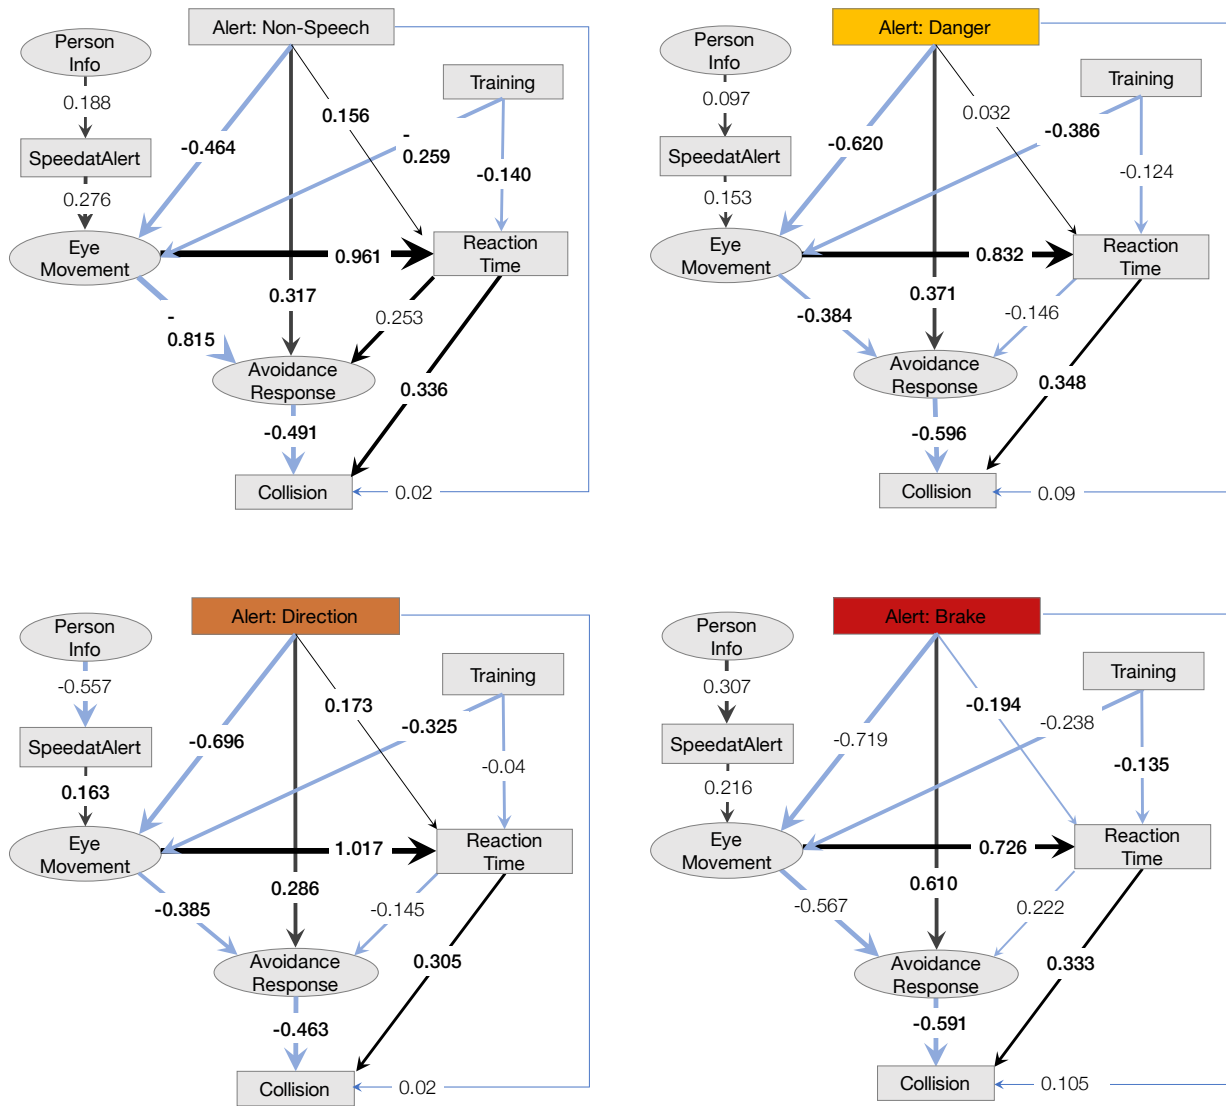 Alert: Non-Speech
Person
Info
Training
0.188
0.156
-
0.259
SpeedatAlert
-0.464
-0.140
0.276
Eye
Movement
0.961
Reaction
Time
0.317
0.253
-
0.815
Avoidance
Response
0.336
-0.491
Collision
0.02
Alert: Danger
Person
Info
Training
0.097
0.032
-0.386
SpeedatAlert
-0.620
-0.124
0.153
Eye
Movement
0.832
Reaction
Time
0.371
-0.384
-0.146
Avoidance
Response
0.348
-0.596
Collision
0.09
Alert: Direction
Person
Info
Training
-0.557
0.173
-0.325
SpeedatAlert
-0.696
-0.04
0.163
Eye
Movement
1.017
Reaction
Time
0.286
-0.385
-0.145
Avoidance
Response
0.305
-0.463
Collision
0.02
Alert: Brake
Person
Info
Training
0.307
-0.194
-0.238
SpeedatAlert
-0.719
-0.135
0.216
Eye
Movement
0.726
Reaction
Time
0.610
-0.567
0.222
Avoidance
Response
0.333
-0.591
Collision
0.105